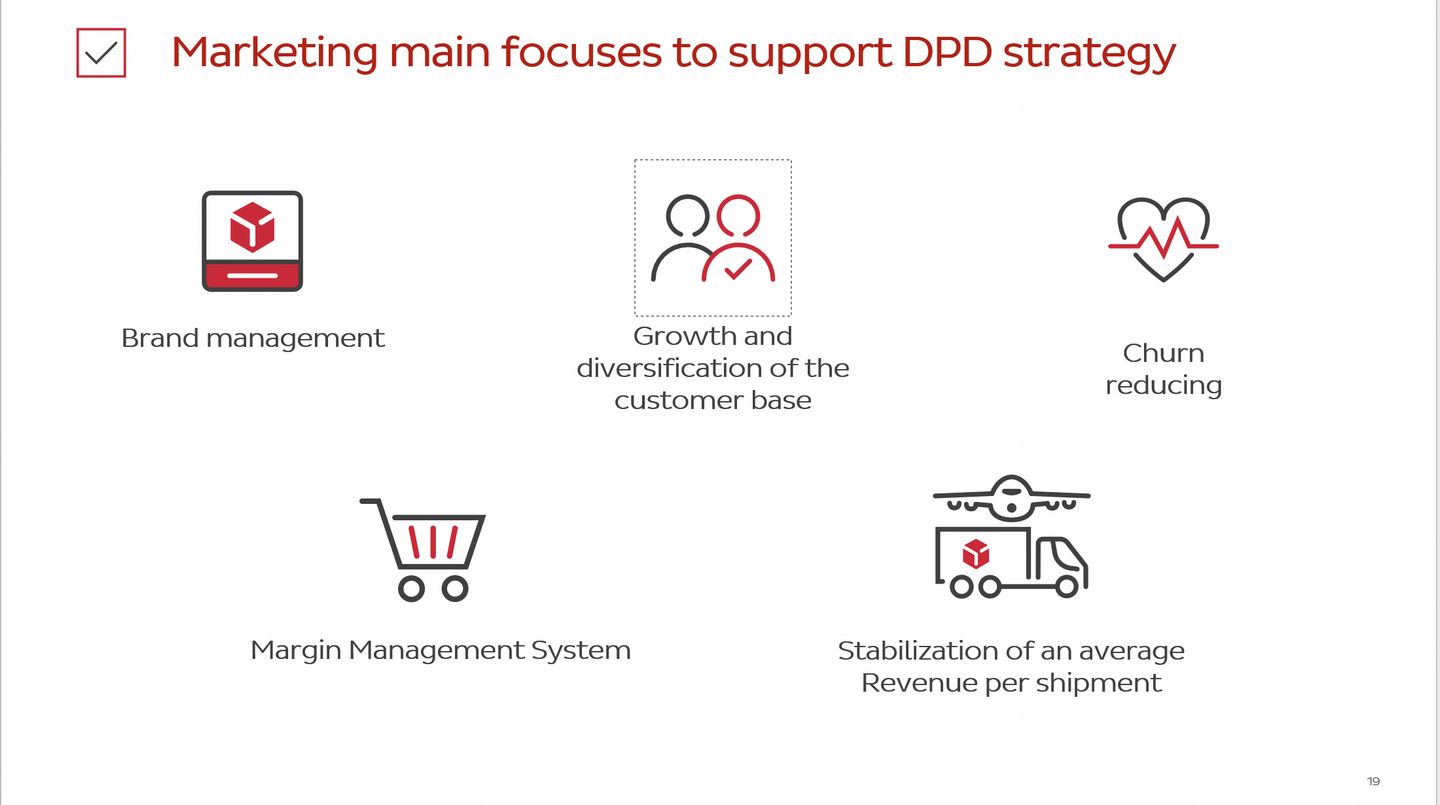 Marketing main focuses to support DPD strategy
Brand management
Growth and
diversification of the
customer base
Churn
reducing
Margin Management System
Stabilization of an average
Revenue per shipment
19